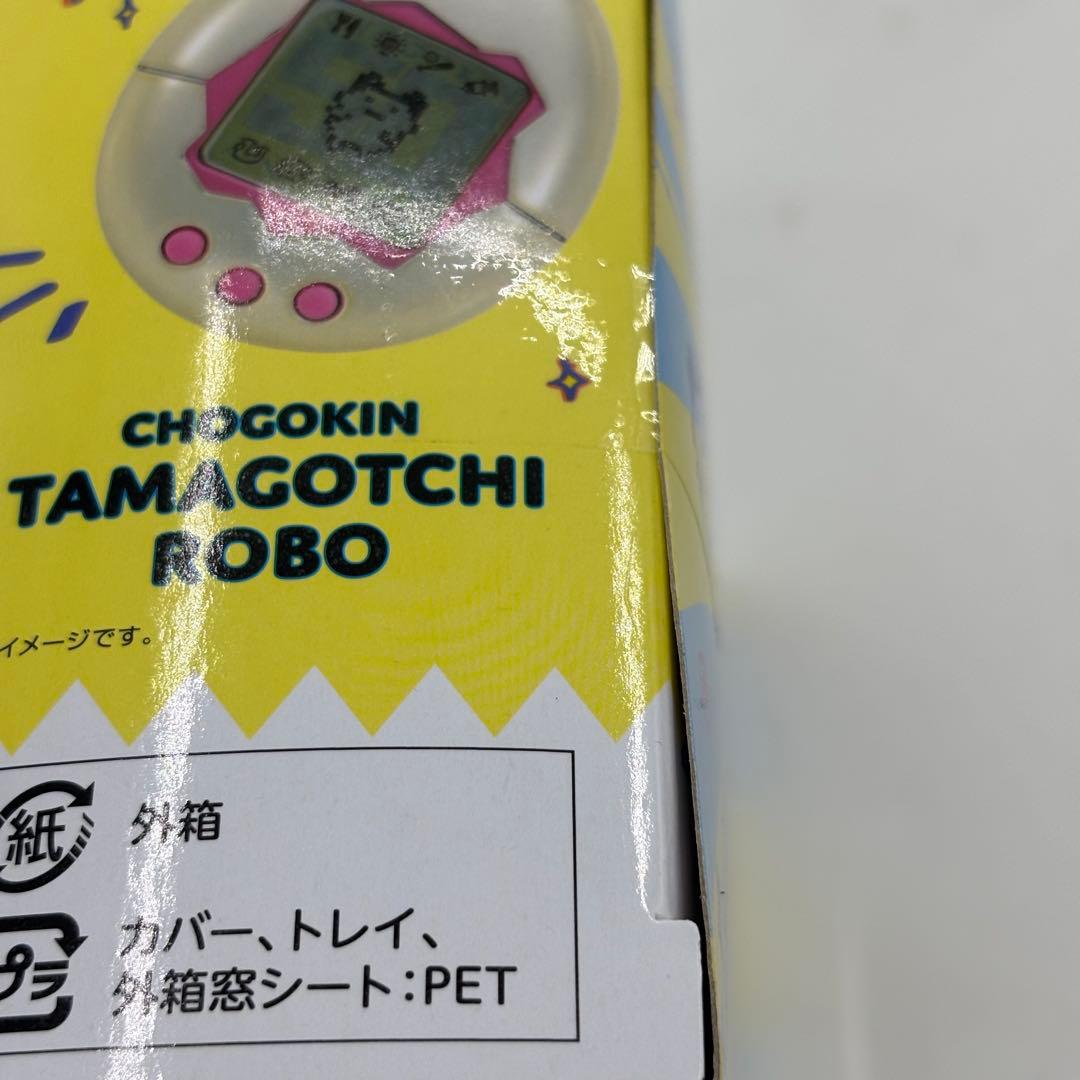 CHOGOKIN
TAMAGOTCHI
ROBO
イメージです。
紙
外箱
プラ
カバー、トレイ、
外箱窓シート：PET